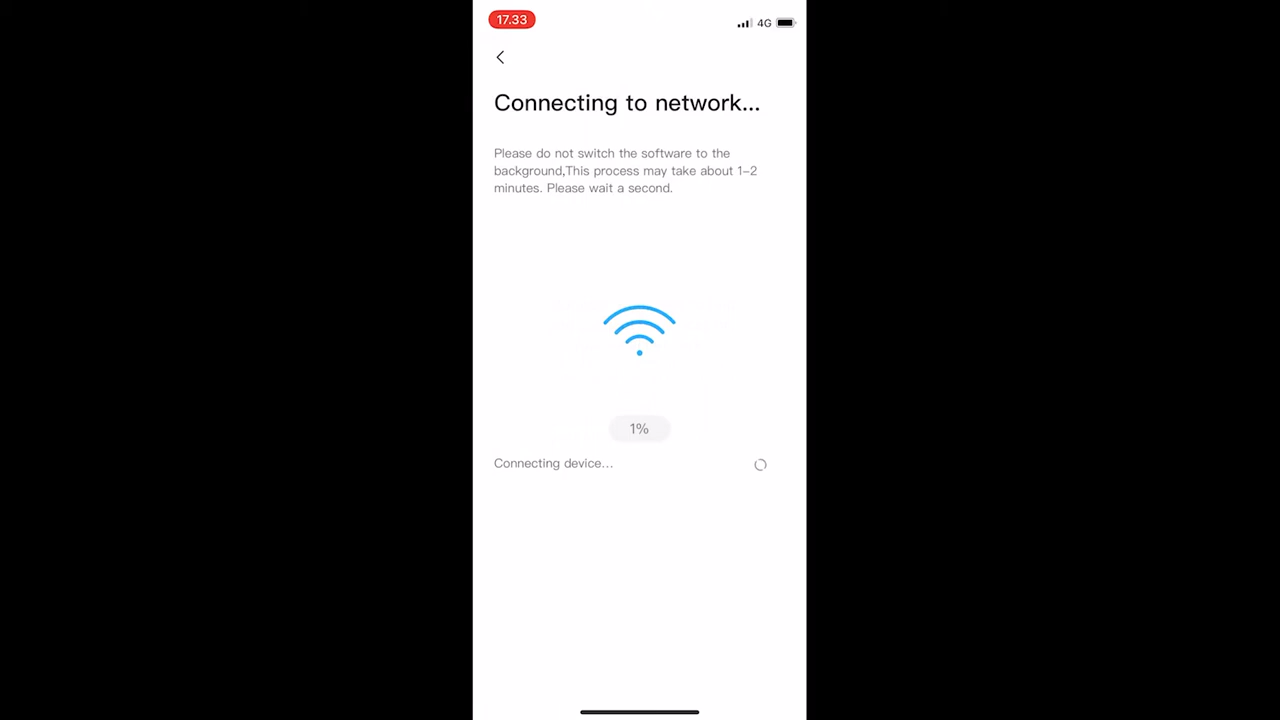 17.33
4G
Connecting to network...
Please do not switch the software to the
background,This process may take about 1-2
minutes. Please wait a second.
1%
Connecting device...